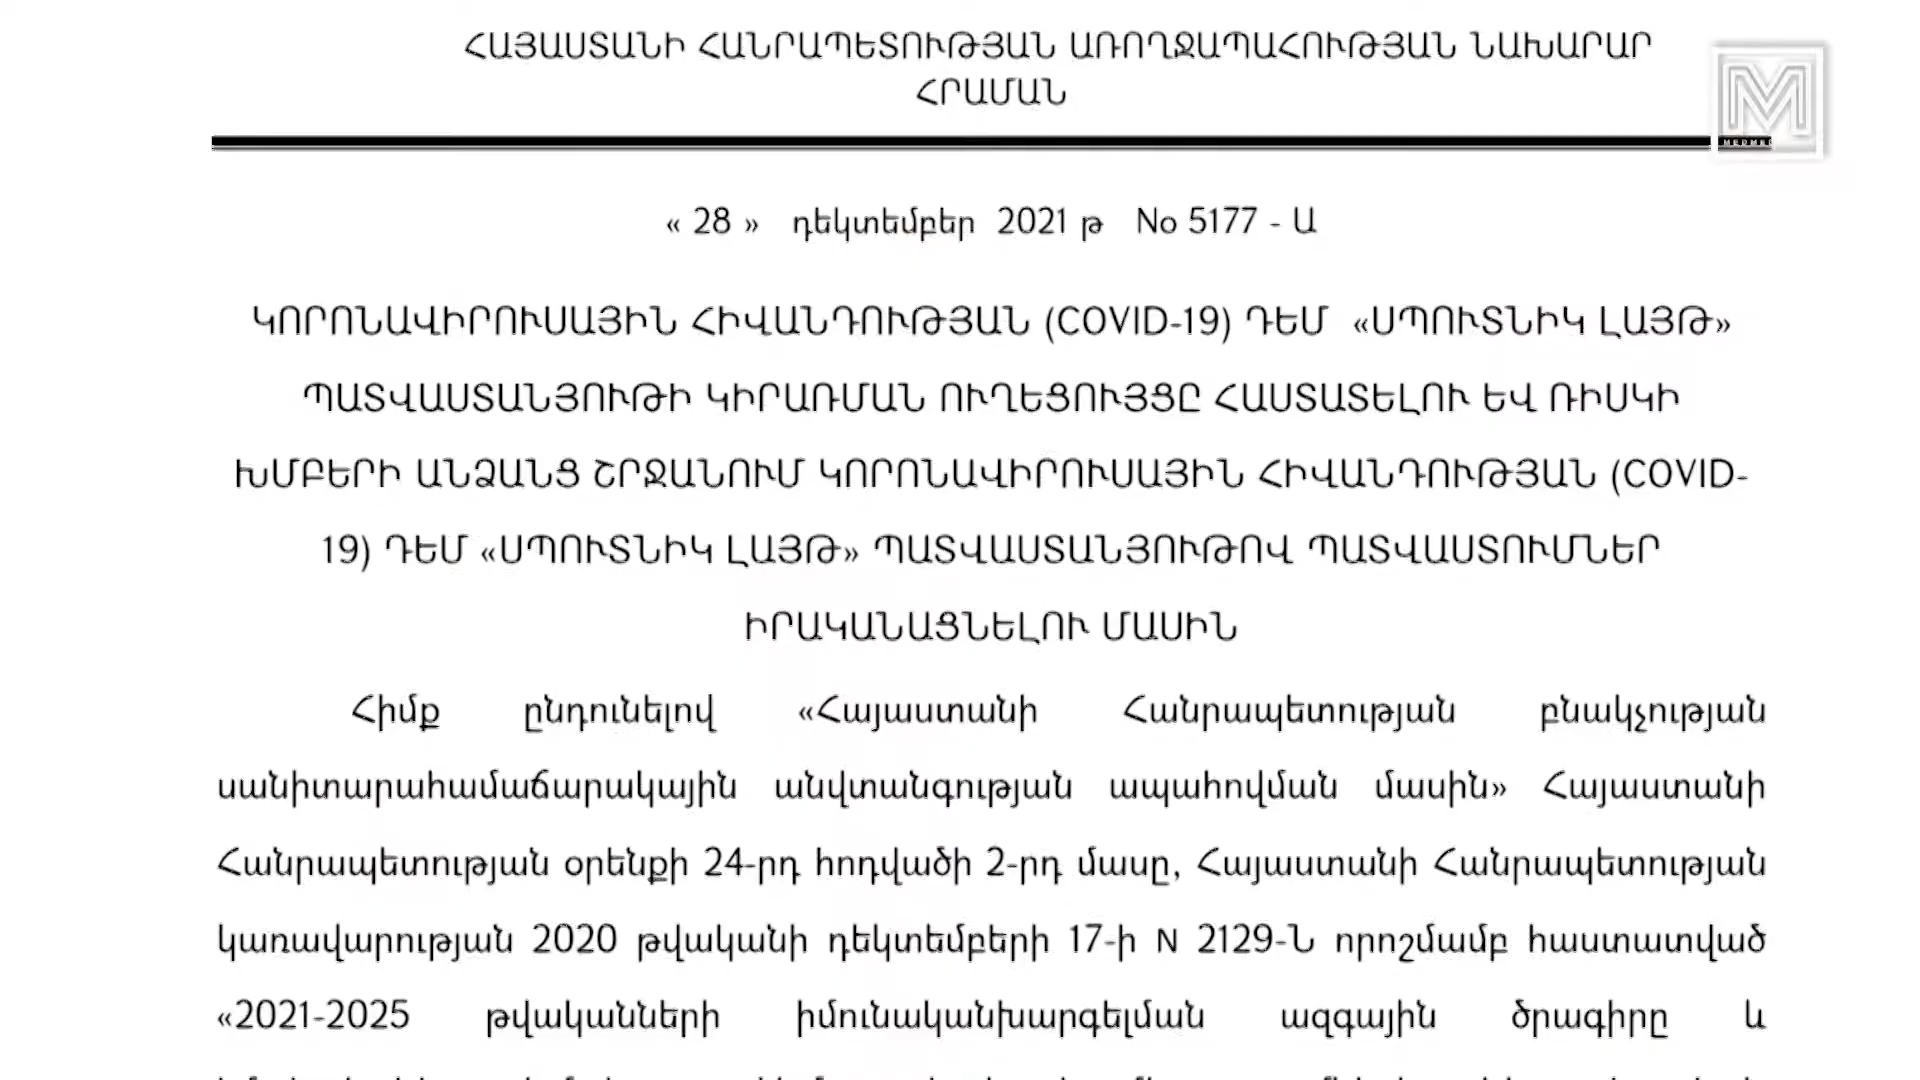 ՀԱՅԱՍՏԱՆԻ ՀԱՆՐԱՊԵՏՈՒԹՅԱՆ ԱՌՈՂՋԱՊԱՀՈՒԹՅԱՆ ՆԱԽԱՐԱՐ
ՀՐԱՄԱՆ
« 28 » դեկտեմբեր 2021 թ No 5177 - Ա
ԿՈՐՈՆԱՎԻՐՈՒՍԱՅԻՆ ՀԻՎԱՆԴՈՒԹՅԱՆ (COVID-19) ԴԵՄ «ՍՊՈՒՏՆԻԿ ԼԱՅԹ»
ՊԱՏՎԱՍՏԱՆՅՈՒԹԻ ԿԻՐԱՌՄԱՆ ՈՒՂԵՑՈՒՅՑԸ ՀԱՍՏԱՏԵԼՈՒ ԵՎ ՌԻՍԿԻ
ԽՄԲԵՐԻ ԱՆՁԱՆՑ ՇՐՋԱՆՈՒՄ ԿՈՐՈՆԱՎԻՐՈՒՍԱՅԻՆ ՀԻՎԱՆԴՈՒԹՅԱՆ (COVID-
19) ԴԵՄ «ՍՊՈՒՏՆԻԿ ԼԱՅԹ» ՊԱՏՎԱՍՏԱՆՅՈՒԹՈՎ ՊԱՏՎԱՍՏՈՒՄՆԵՐ
ԻՐԱԿԱՆԱՑՆԵԼՈՒ ՄԱՍԻՆ
Հիմք ընդունելով «Հայաստանի Հանրապետության բնակչության
սանիտարահամաճարակային անվտանգության ապահովման մասին» Հայաստանի
Հանրապետության օրենքի 24-րդ հոդվածի 2-րդ մասը, Հայաստանի Հանրապետության
կառավարության 2020 թվականի դեկտեմբերի 17-ի N 2129-Ն որոշմամբ հաստատված
«2021-2025 թվականների իմունականխարգելման ազգային ծրագիրը և